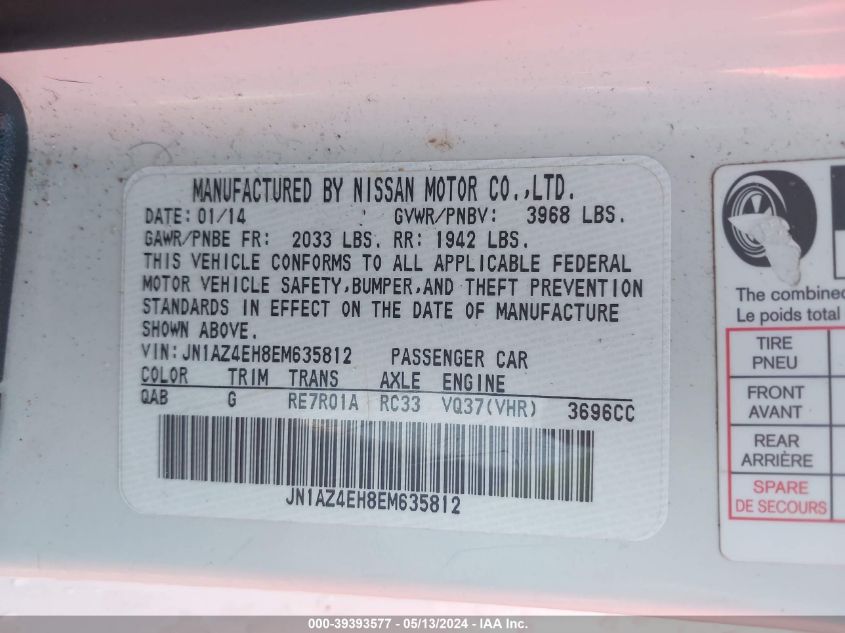 MANUFACTURED BY NISSAN MOTOR CO.,LTD.
DATE: 01/14 GVWR/PNBV: 3968 LBS.
GAWR/PNBE FR: 2033 LBS. RR: 1942 LBS.
THIS VEHICLE CONFORMS TO ALL APPLICABLE FEDERAL
MOTOR VEHICLE SAFETY,BUMPER,AND THEFT PREVENTION
STANDARDS IN EFFECT ON THE DATE OF MANUFACTURE
SHOWN ABOVE.
VIN:JN1AZ4EH8EM635812 PASSENGER CAR
COLOR TRIM TRANS AXLE ENGINE
QAB G RE7R01A RC33 VQ37(VHR) 3696CC
JN1AZ4EH8EM635812
The combined
Le poids total
TIRE
PNEU
FRONT
AVANT
REAR
ARRIÈRE
SPARE
DE SECOURS
000-39393577 - 05/13/2024 - IAA Inc.